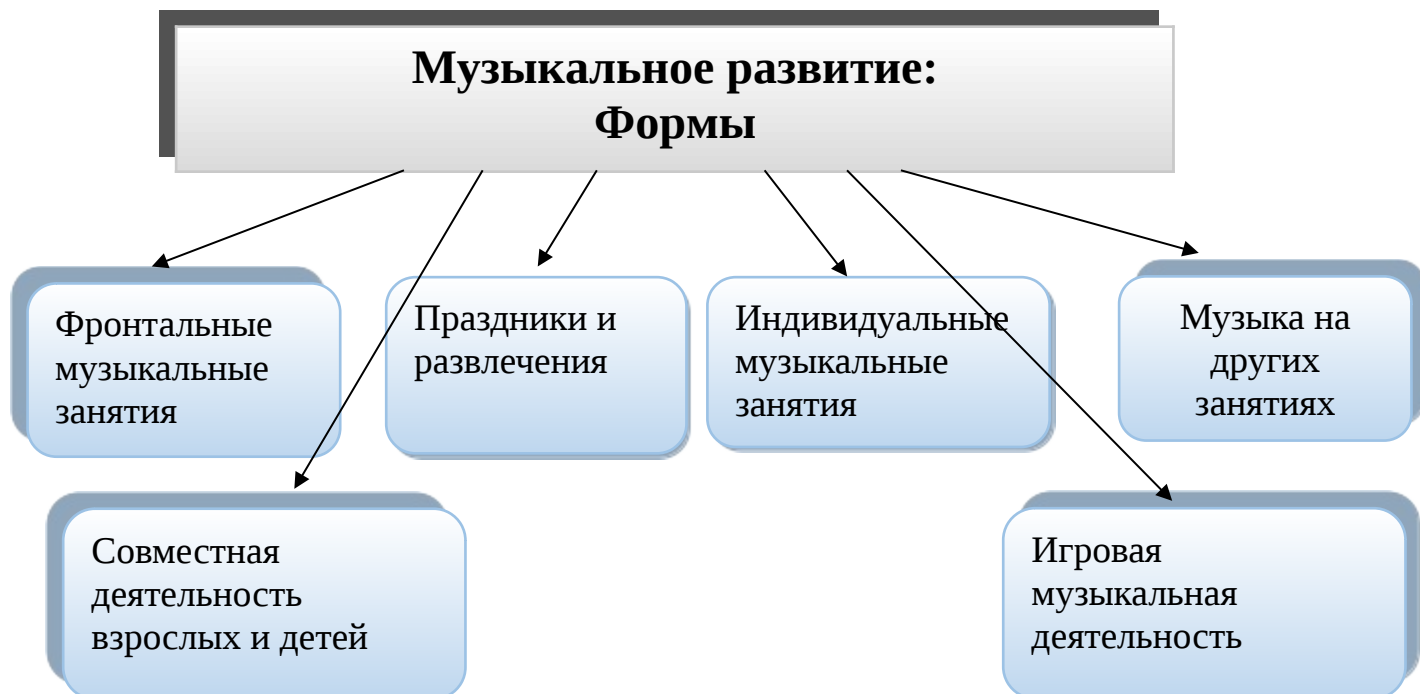 Музыкальное развитие:
Формы
Фронтальные
музыкальные
занятия
Праздники и
развлечения
Индивидуальные
музыкальные
занятия
Музыка на
других
занятиях
Совместная
деятельность
взрослых и детей
Игровая
музыкальная
деятельность